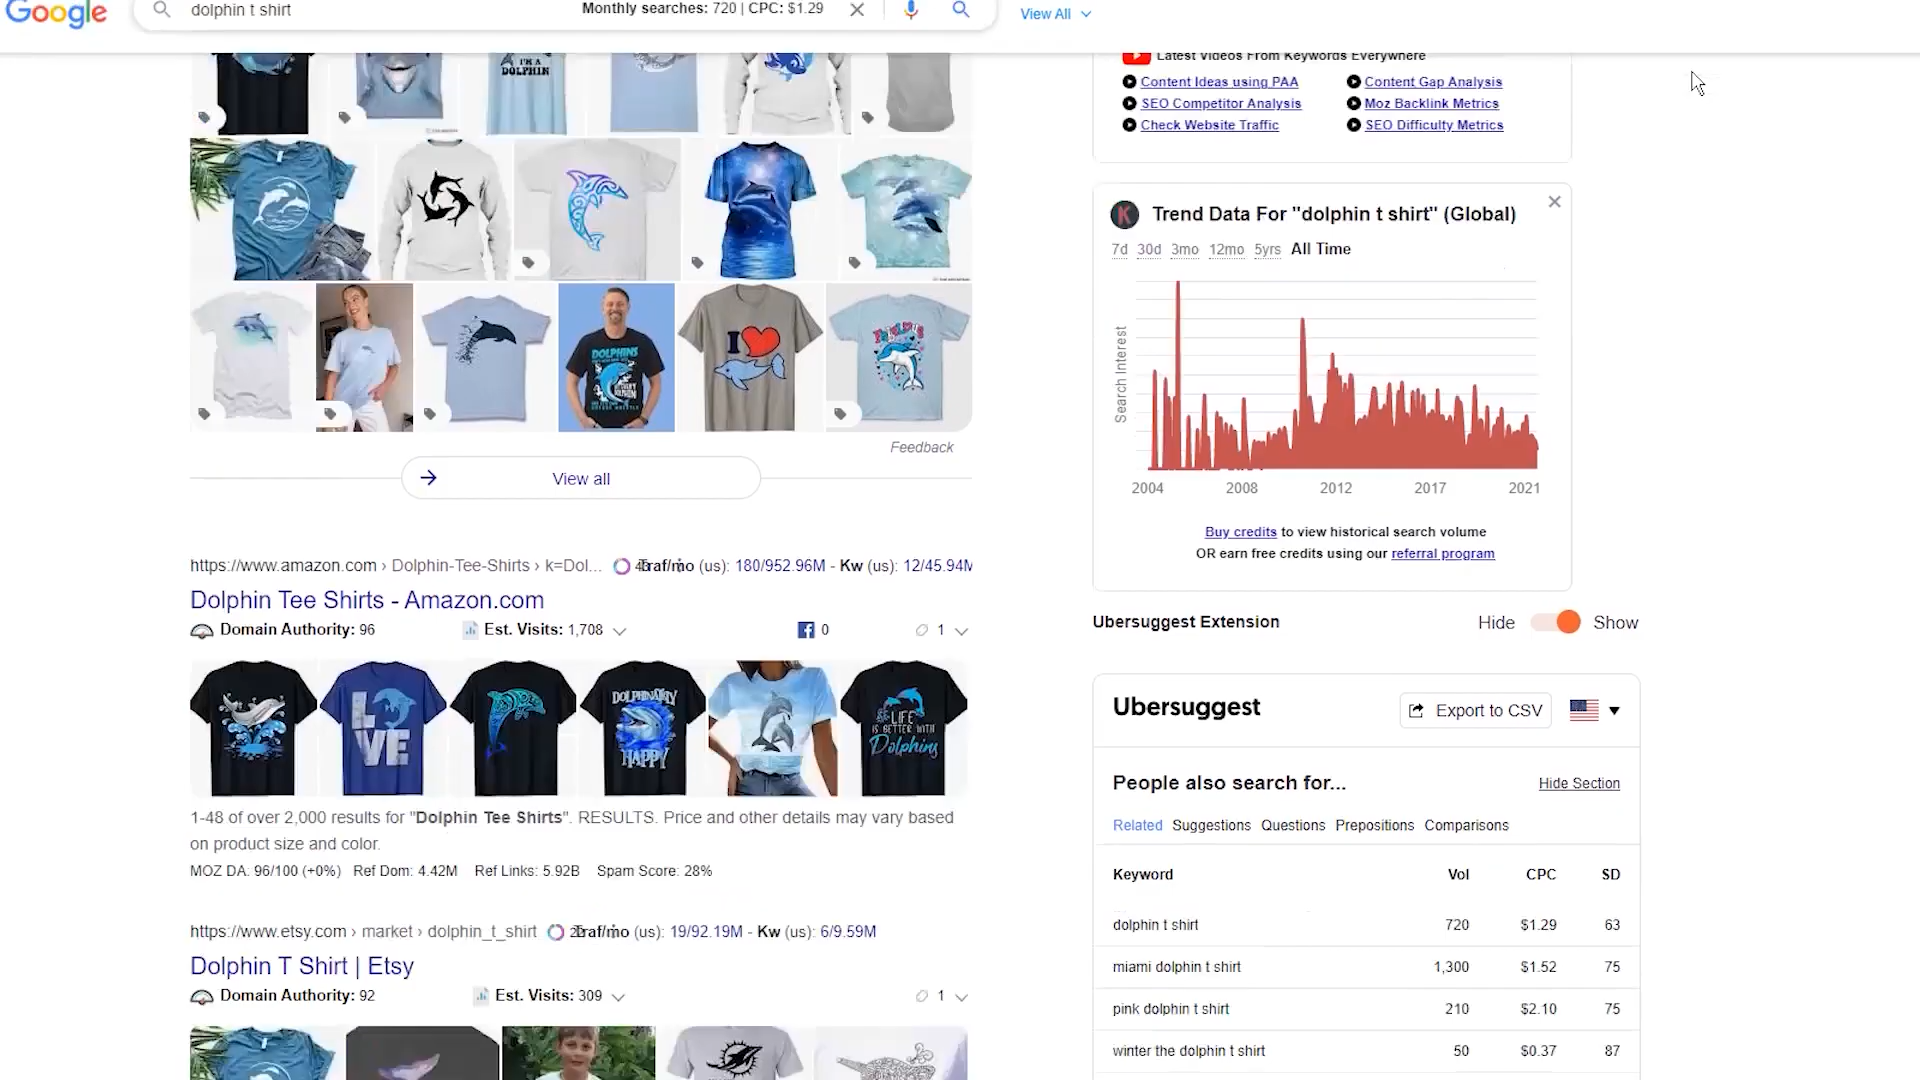 Google
dolphin t shirt
Monthly searches: 720 | CPC: $1.29
View All
I'M A
DOLPHIN
Latest Videos From Keywords Everywhere
Content Ideas using PAA
Content Gap Analysis
SEO Competitor Analysis
Moz Backlink Metrics
Check Website Traffic
SEO Difficulty Metrics
K
Trend Data For "dolphin t shirt" (Global)
7d 30d 3mo 12mo 5yrs All Time
Search Interest
2004 2008 2012 2017 2021
Buy credits to view historical search volume
OR earn free credits using our referral program
DOLPHINS
I
Feedback
View all
https://www.amazon.com › Dolphin-Tee-Shirts › k=Dol...
Traf/mo (us): 180/952.96M - Kw (us): 12/45.94M
Dolphin Tee Shirts - Amazon.com
Domain Authority: 96
Est. Visits: 1,708
0
1
LOVE
DOLPHINATELY
HAPPY
LIFE
IS BETTER WITH
Dolphins
1-48 of over 2,000 results for "Dolphin Tee Shirts". RESULTS. Price and other details may vary based
on product size and color.
MOZ DA: 96/100 (+0%) Ref Dom: 4.42M Ref Links: 5.92B Spam Score: 28%
https://www.etsy.com › market › dolphin_t_shirt
Traf/mo (us): 19/92.19M - Kw (us): 6/9.59M
Dolphin T Shirt | Etsy
Domain Authority: 92
Est. Visits: 309
1
Ubersuggest Extension
Hide
Show
Ubersuggest
Export to CSV
People also search for...
Hide Section
Related Suggestions Questions Prepositions Comparisons
Keyword Vol CPC SD
dolphin t shirt 720 $1.29 63
miami dolphin t shirt 1,300 $1.52 75
pink dolphin t shirt 210 $2.10 75
winter the dolphin t shirt 50 $0.37 87